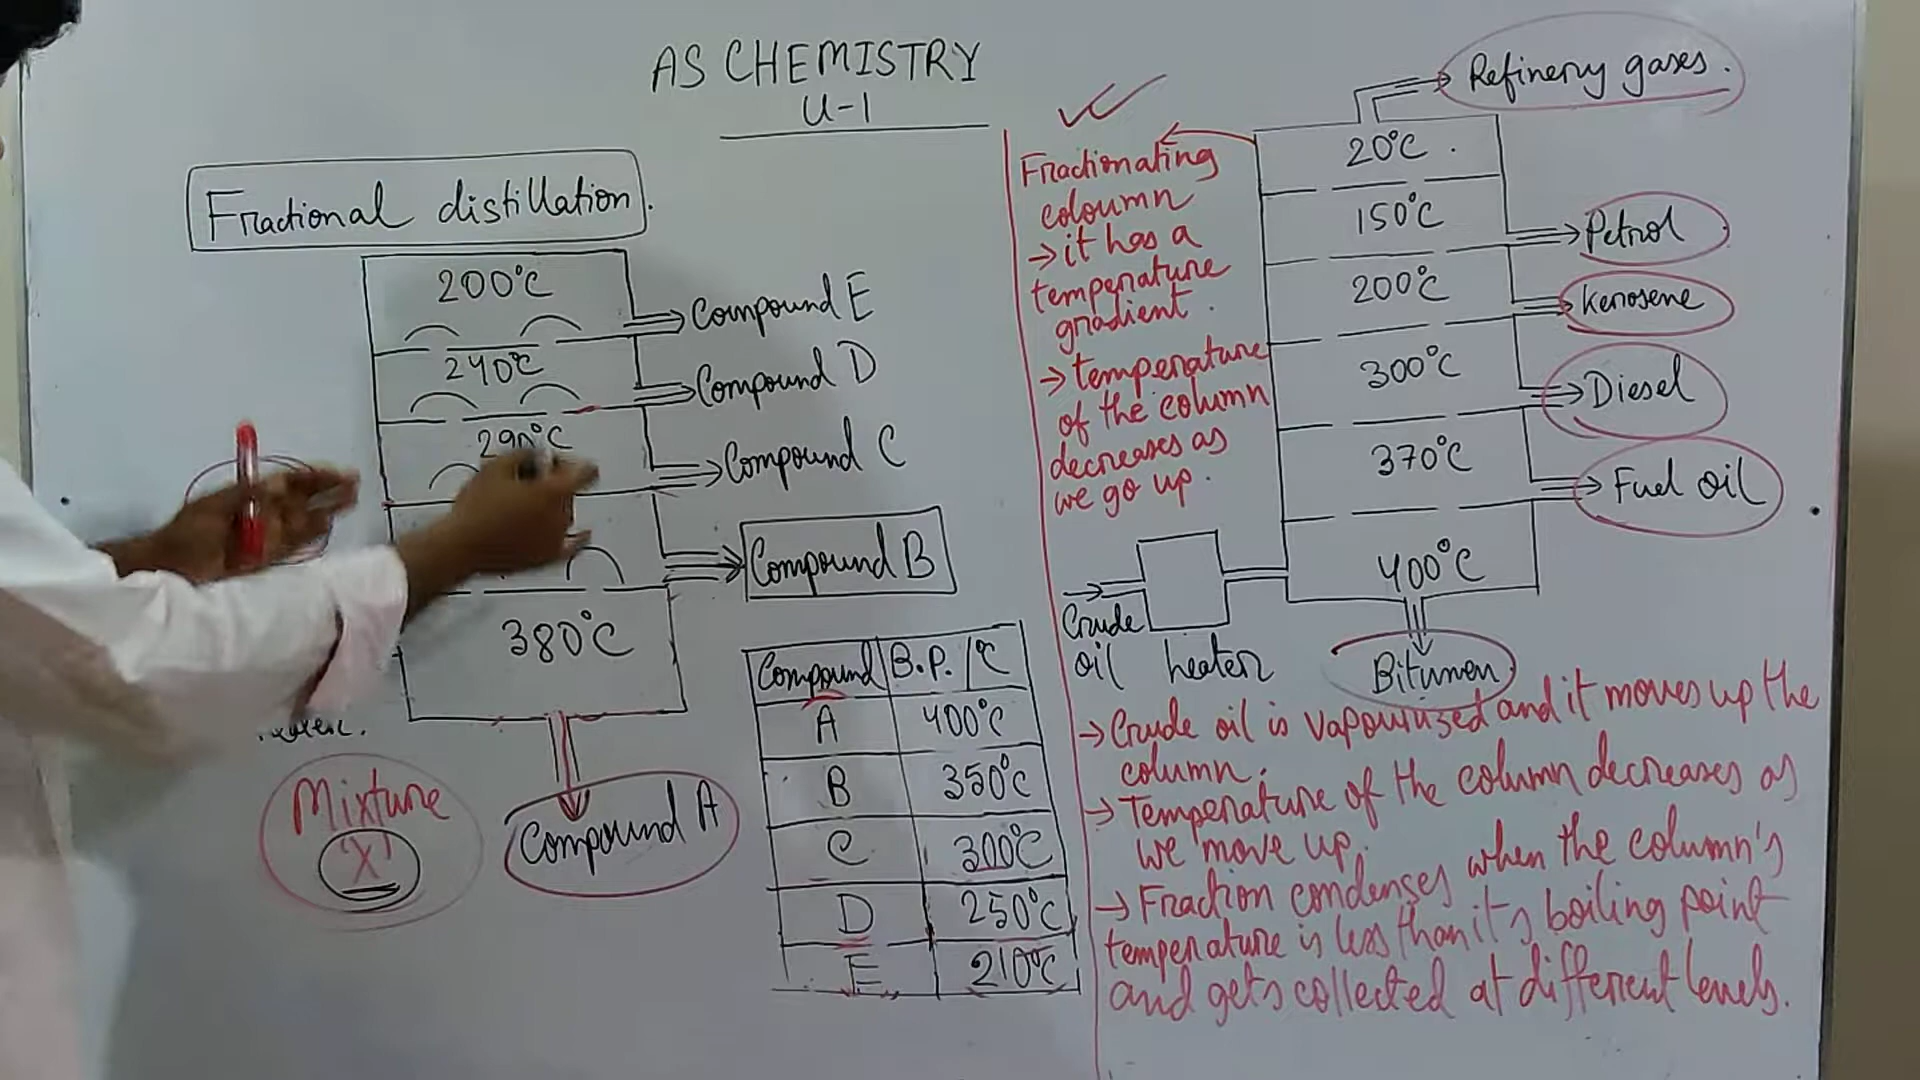 AS CHEMISTRY
U-1
Fractional distillation.
200°C
Compound E
240°C
Compound D
290°C
Compound C
Compound B
380°C
Compound A
Mixture
'X'
Compound B.P./°C
A 400°C
B 350°C
C 300°C
D 250°C
E 210°C
Fractionating
coloumn
→ it has a
temperature
gradient.
→ temperature
of the column
decreases as
we go up.
Refinery gases.
20°C.
150°C
Petrol
200°C
Kerosene
300°C
Diesel
370°C
Fuel oil
400°C
Crude
oil heater
Bitumen
→ Crude oil is vapourized and it moves up the
column.
→ Temperature of the column decreases as
we move up.
→ Fraction condenses when the column's
temperature is less than it's boiling point
and gets collected at different levels.